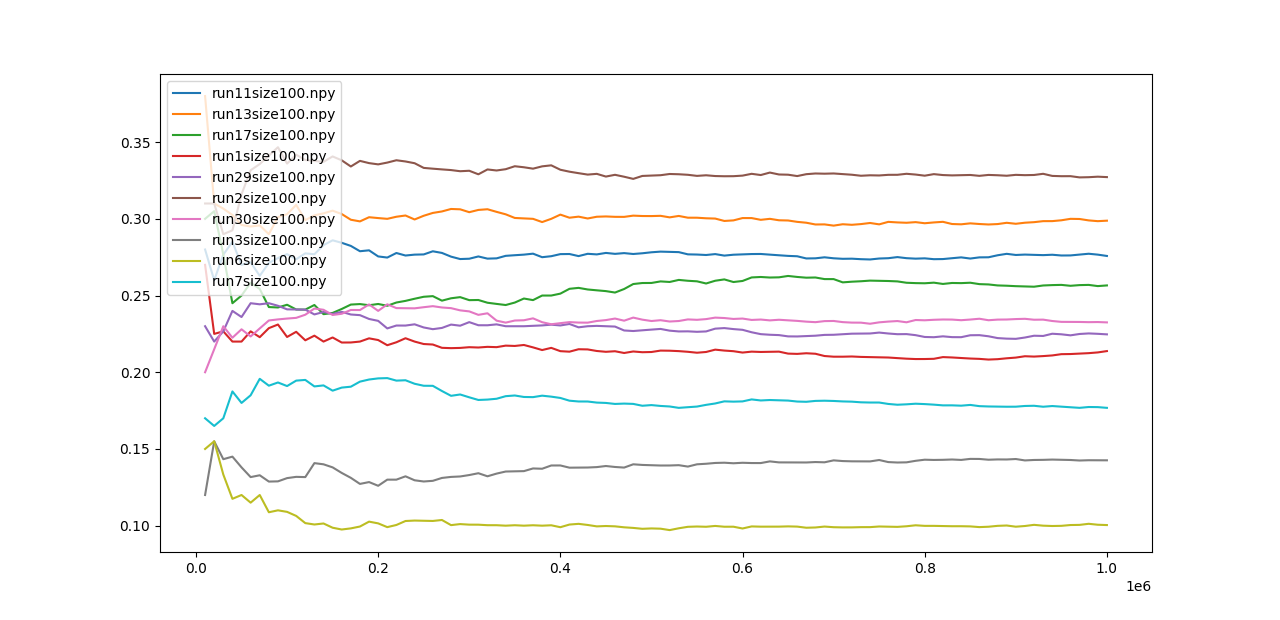 run11size100.npy
run13size100.npy
run17size100.npy
run1size100.npy
run29size100.npy
run2size100.npy
run30size100.npy
run3size100.npy
run6size100.npy
run7size100.npy
0.35
0.30
0.25
0.20
0.15
0.10
0.0 0.2 0.4 0.6 0.8 1.0
1e6